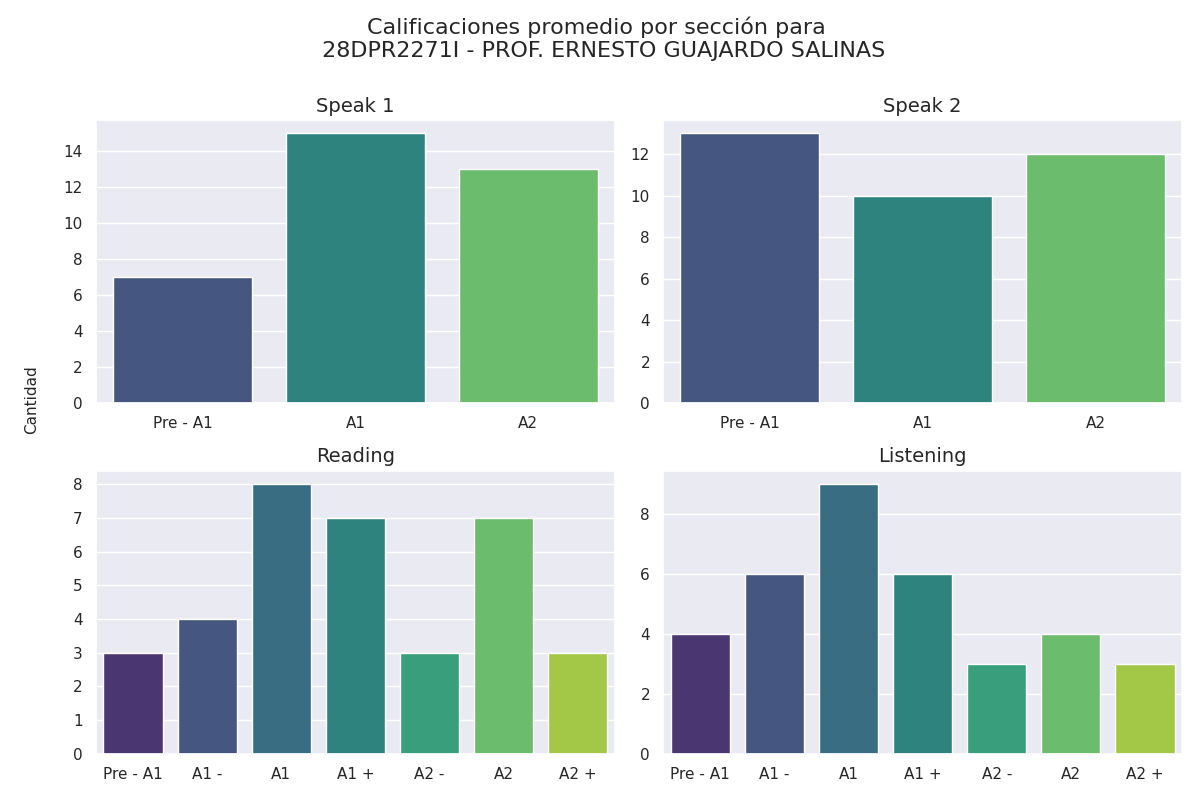 Calificaciones promedio por sección para
28DPR2271I - PROF. ERNESTO GUAJARDO SALINAS
Speak 1
14
12
10
8
6
4
2
0
Pre - A1 A1 A2
Speak 2
12
10
8
6
4
2
0
Pre - A1 A1 A2
Cantidad
Reading
8
7
6
5
4
3
2
1
0
Pre - A1 A1 - A1 A1 + A2 - A2 A2 +
Listening
8
6
4
2
0
Pre - A1 A1 - A1 A1 + A2 - A2 A2 +